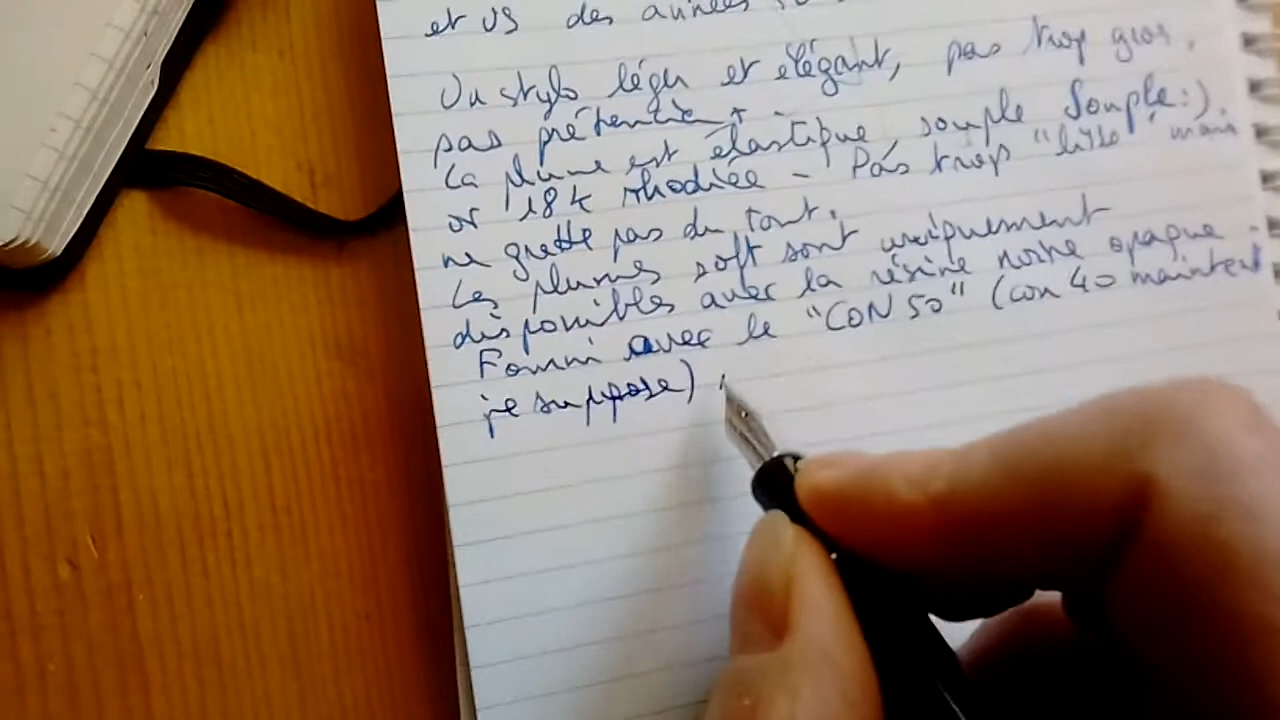 et US des années
Un stylo léger et élégant, pas trop gros,
pas prétentieux
La plume est élastique, souple souple :).
or 18k rhodiée - Pas trop "lisse" mais
ne gratte pas du tout.
Les plumes soft sont uniquement
disponibles avec la résine noire opaque.
Fourni avec le "CON 50" (con 40 maintenant
je suppose)